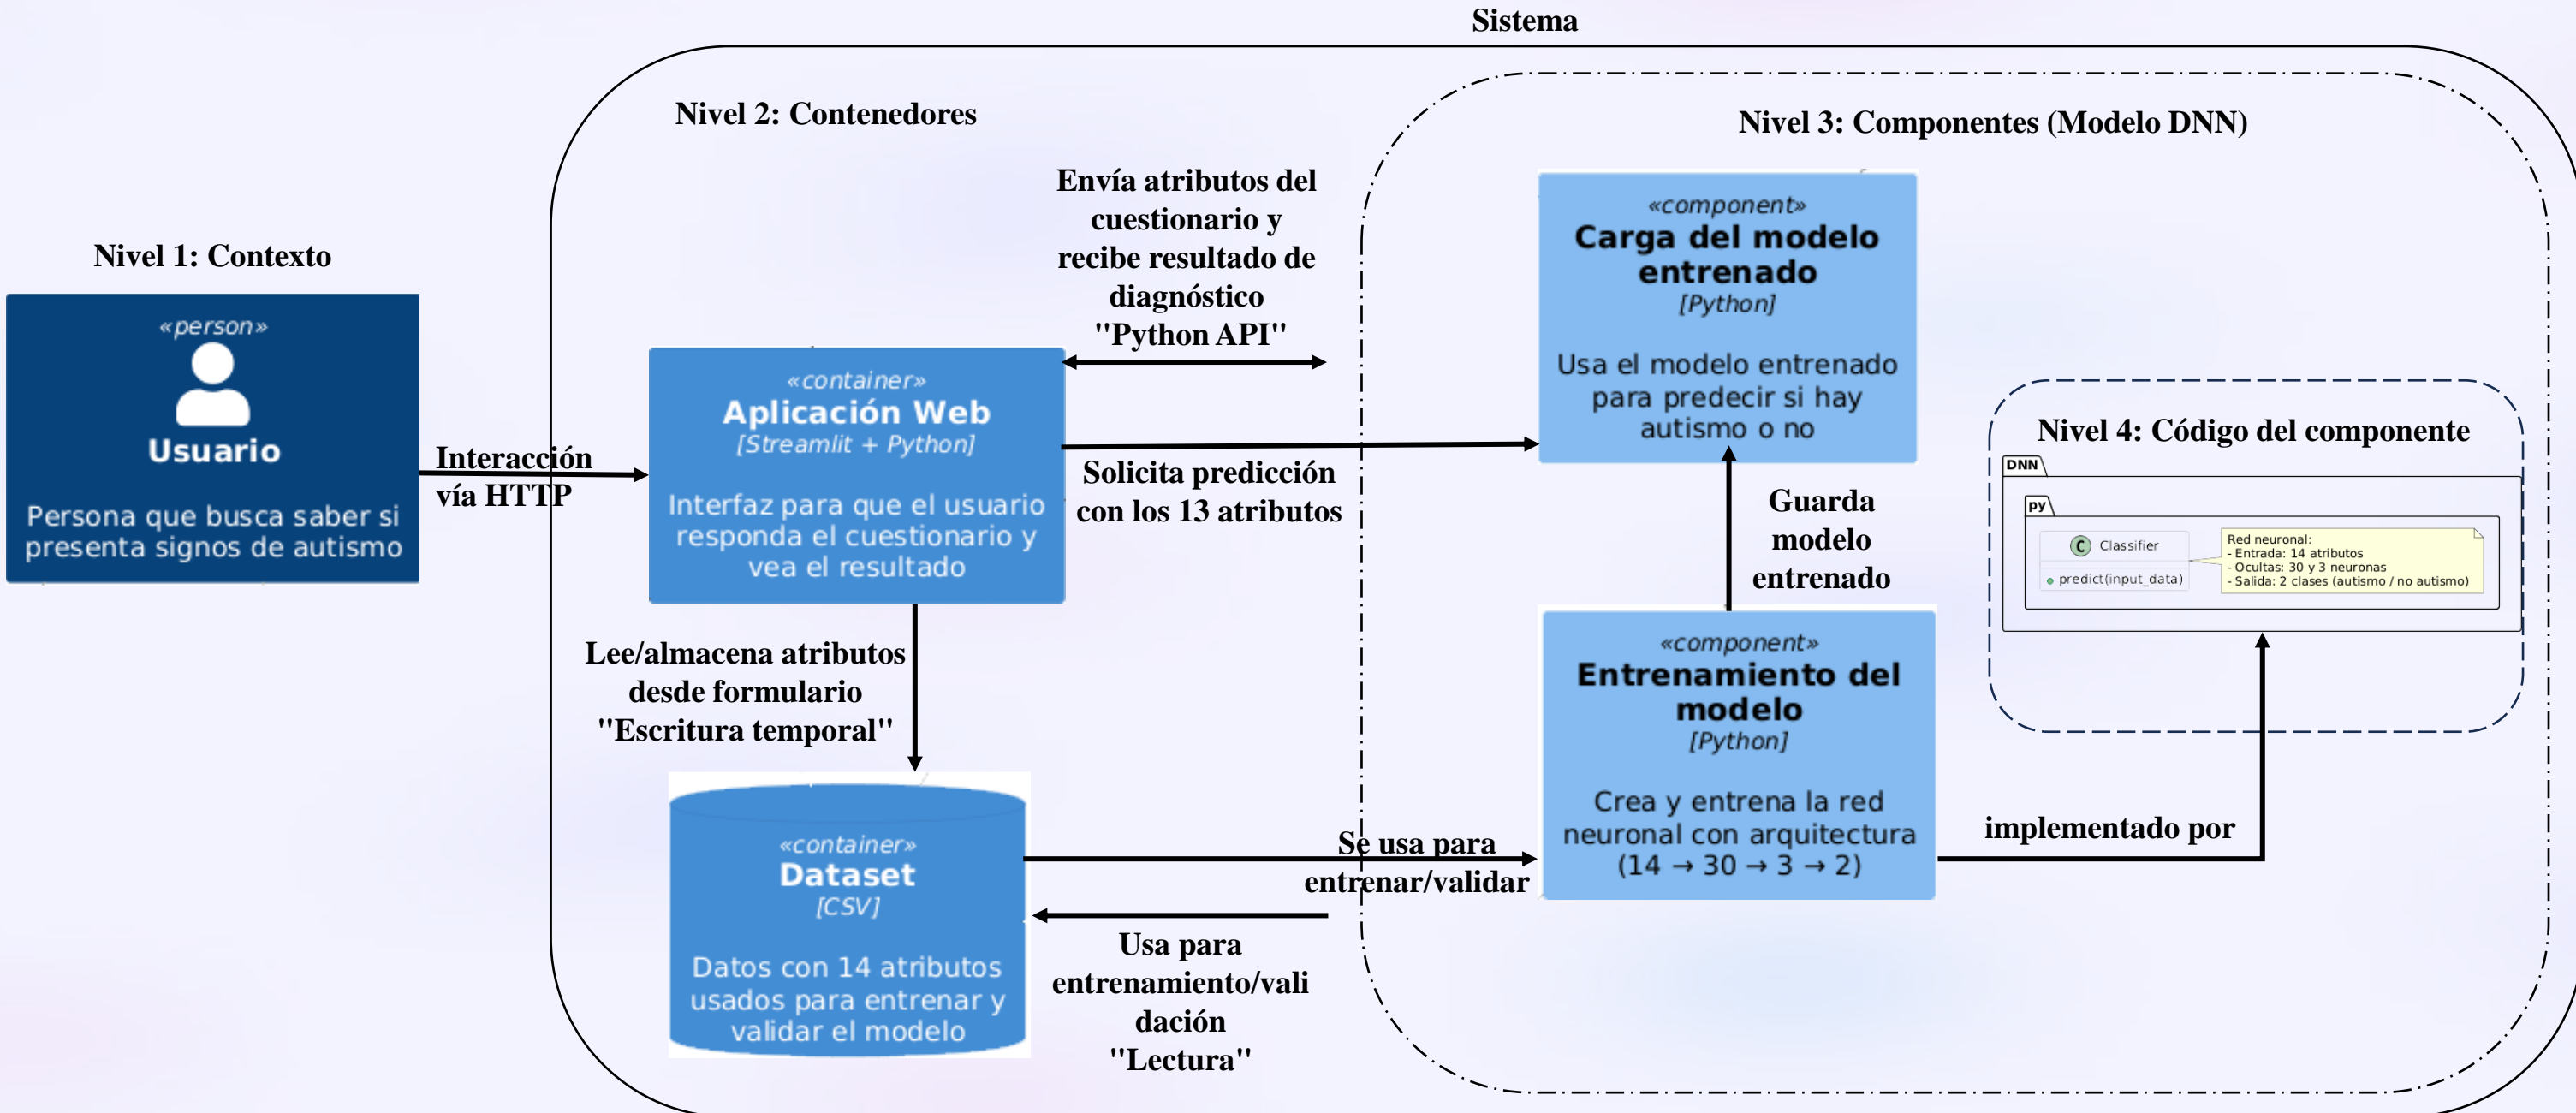 Sistema
Nivel 1: Contexto
«person»
Usuario
Persona que busca saber si
presenta signos de autismo
Interacción
vía HTTP
Nivel 2: Contenedores
«container»
Aplicación Web
[Streamlit + Python]
Interfaz para que el usuario
responda el cuestionario y
vea el resultado
Envía atributos del
cuestionario y
recibe resultado de
diagnóstico
"Python API"
Solicita predicción
con los 13 atributos
Lee/almacena atributos
desde formulario
"Escritura temporal"
«container»
Dataset
[CSV]
Datos con 14 atributos
usados para entrenar y
validar el modelo
Se usa para
entrenar/validar
Usa para
entrenamiento/vali
dación
"Lectura"
Nivel 3: Componentes (Modelo DNN)
«component»
Carga del modelo
entrenado
[Python]
Usa el modelo entrenado
para predecir si hay
autismo o no
Guarda
modelo
entrenado
«component»
Entrenamiento del
modelo
[Python]
Crea y entrena la red
neuronal con arquitectura
(14 → 30 → 3 → 2)
implementado por
Nivel 4: Código del componente
DNN
py
C Classifier
predict(input_data)
Red neuronal:
- Entrada: 14 atributos
- Ocultas: 30 y 3 neuronas
- Salida: 2 clases (autismo / no autismo)